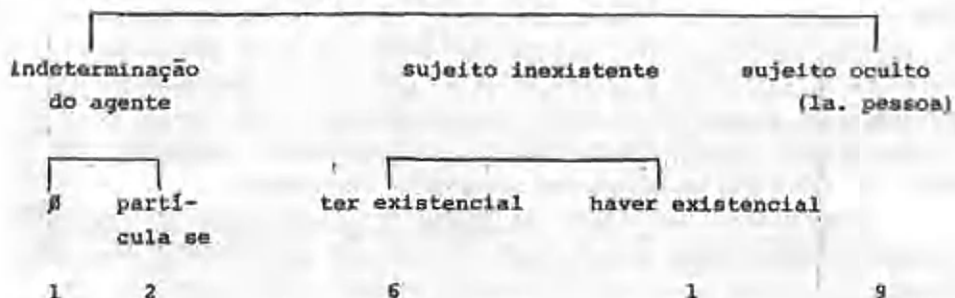 indeterminação sujeito inexistente sujeito oculto
do agente (1a. pessoa)
Ø partí- ter existencial haver existencial
cula se
1 2 6 1 9